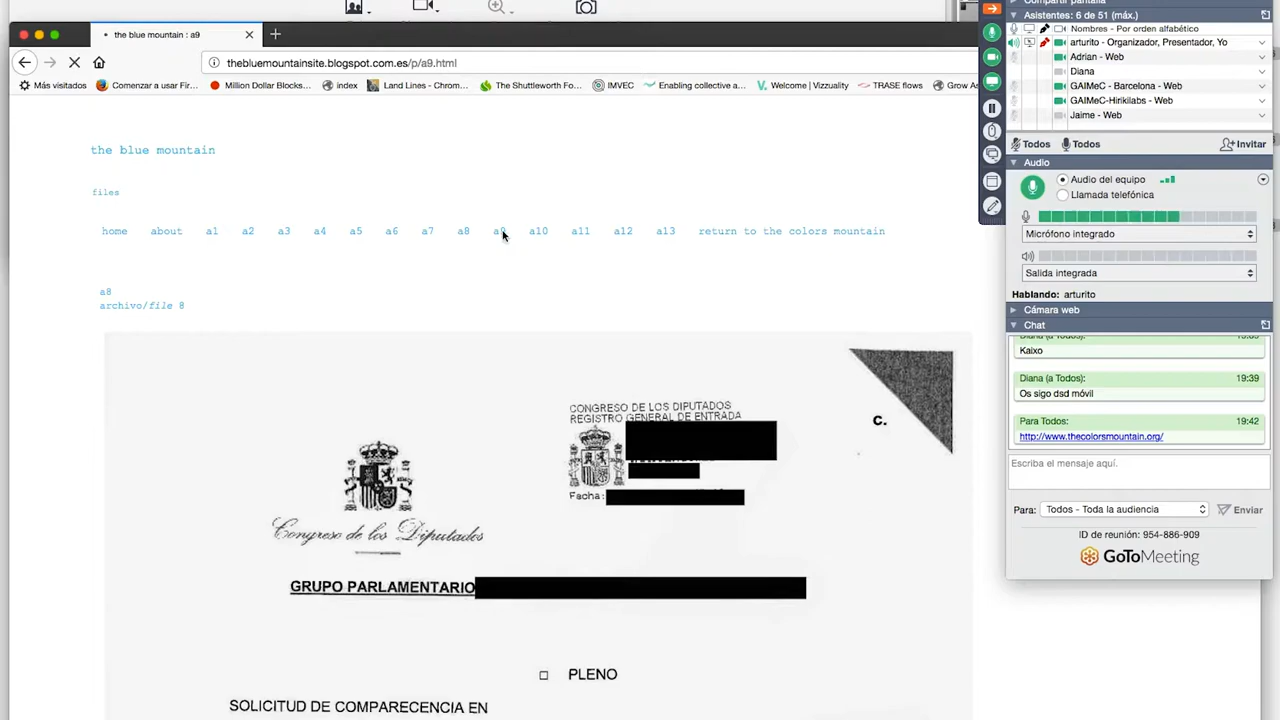 Compartir pantalla
Asistentes: 6 de 51 (máx.)
Nombres - Por orden alfabético
arturito - Organizador, Presentador, Yo
Adrian - Web
Diana
GAIMeC - Barcelona - Web
GAIMeC-Hirikilabs - Web
Jaime - Web
Todos
Todos
Invitar
Audio
Audio del equipo
Llamada telefónica
Micrófono integrado
Salida integrada
Hablando: arturito
Cámara web
Chat
Diana (a Todos):
Kaixo
Diana (a Todos): 19:39
Os sigo dsd móvil
Para Todos: 19:42
http://www.thecolorsmountain.org/
Escriba el mensaje aquí.
Para: Todos - Toda la audiencia
Enviar
ID de reunión: 954-886-909
GoToMeeting
the blue mountain : a9
thebluemountainsite.blogspot.com.es/p/a9.html
Más visitados
Comenzar a usar Fir...
Million Dollar Blocks...
index
Land Lines - Chrom...
The Shuttleworth Fo...
IMVEC
Enabling collective a...
Welcome | Vizzuality
TRASE flows
Grow As
the blue mountain
files
home about a1 a2 a3 a4 a5 a6 a7 a8 a9 a10 a11 a12 a13 return to the colors mountain
a8
archivo/file 8
CONGRESO DE LOS DIPUTADOS
REGISTRO GENERAL DE ENTRADA
C.
Fecha:
Congreso de los Diputados
GRUPO PARLAMENTARIO
PLENO
SOLICITUD DE COMPARECENCIA EN